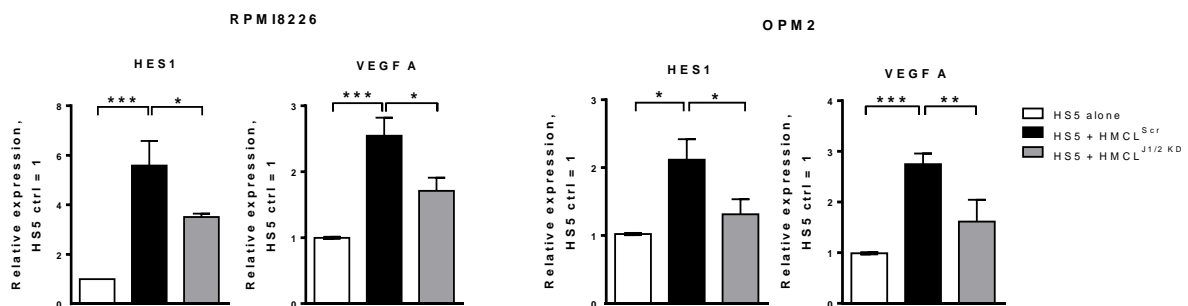 RPMI8226
HES1
Relative expression,
HS5 ctrl = 1
8
6
4
2
0
***
*
VEGF A
Relative expression,
HS5 ctrl = 1
3
2
1
0
***
*
OPM2
HES1
Relative expression,
HS5 ctrl = 1
3
2
1
0
*
*
VEGF A
Relative expression,
HS5 ctrl = 1
4
3
2
1
0
***
**
HS5 alone
HS5 + HMCL Scr
HS5 + HMCL J1/2 KD